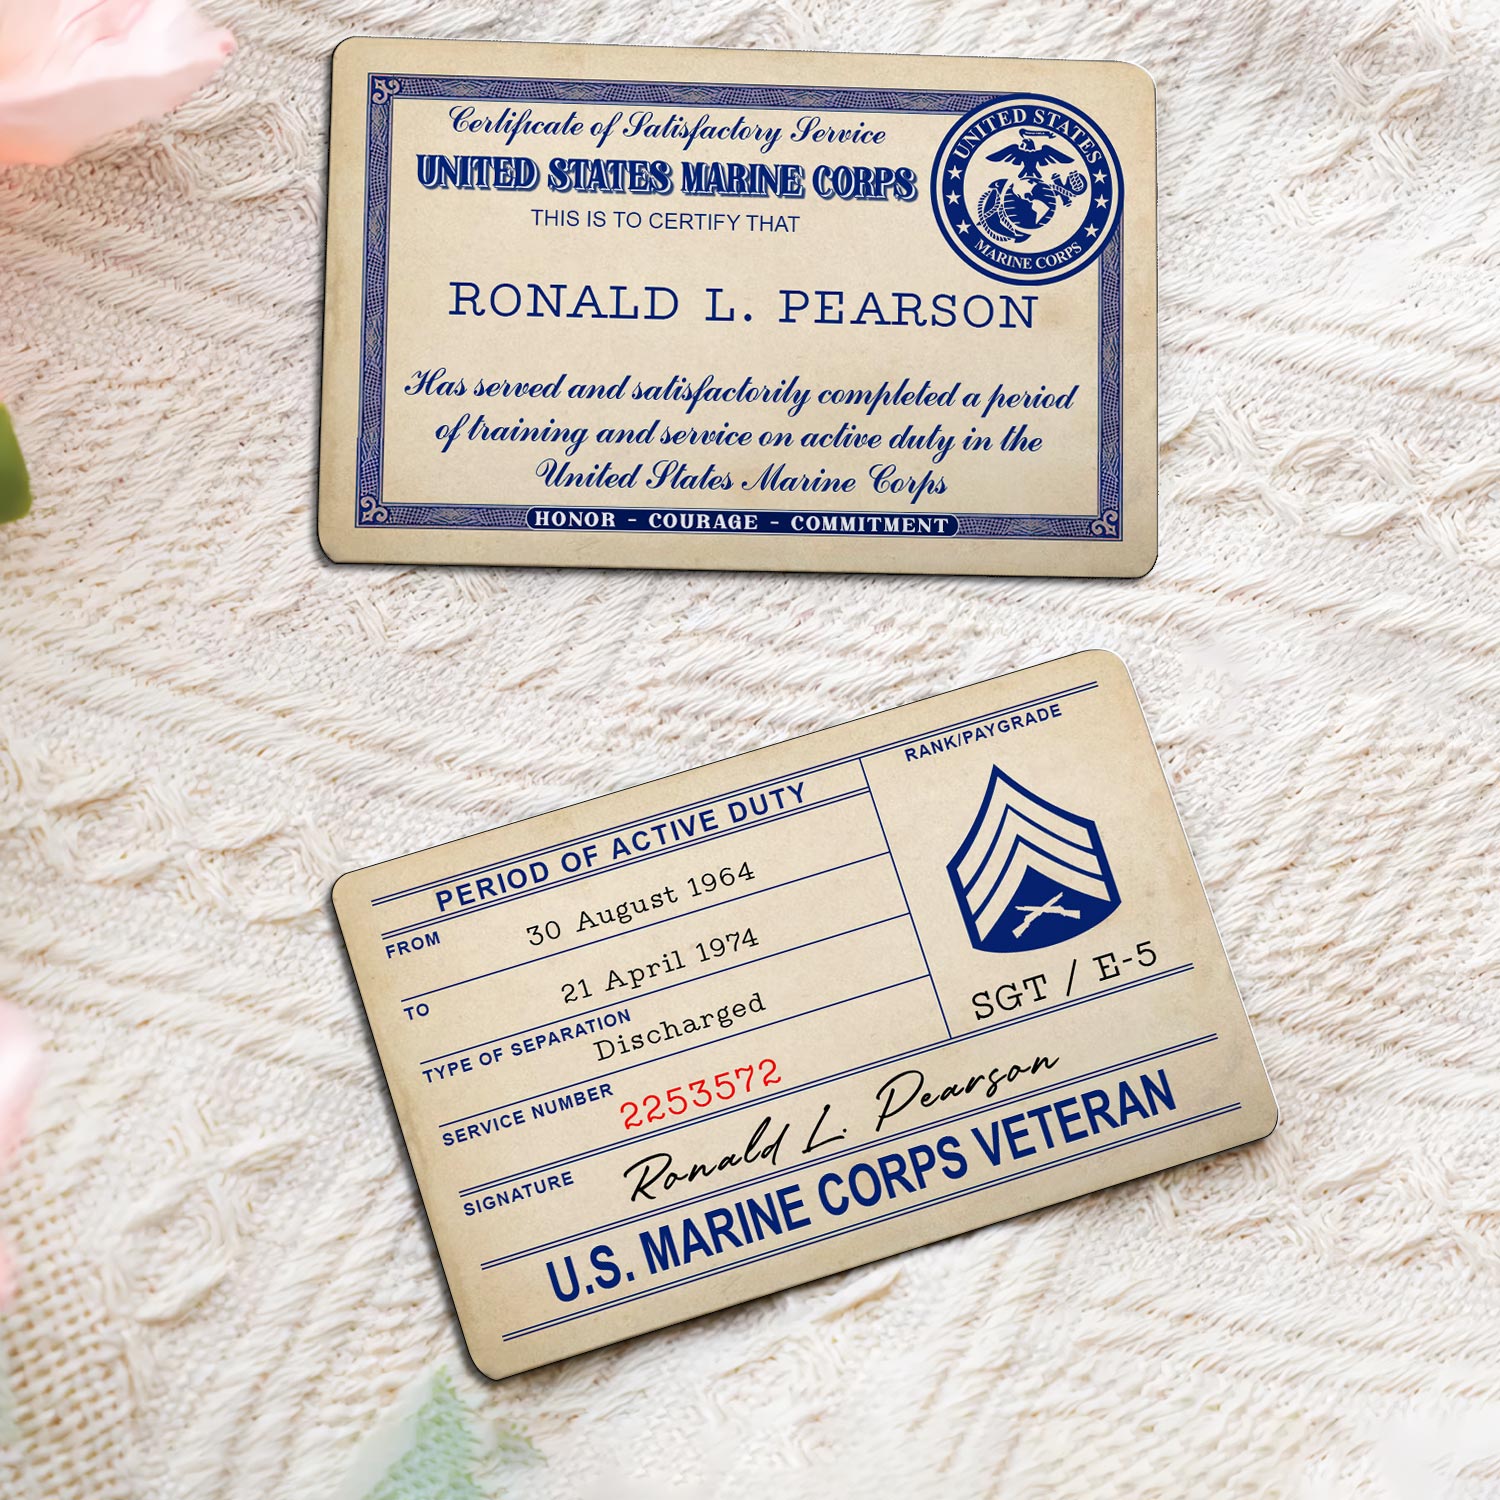 Certificate of Satisfactory Service
UNITED STATES MARINE CORPS
THIS IS TO CERTIFY THAT
UNITED STATES
MARINE CORPS
RONALD L. PEARSON
Has served and satisfactorily completed a period
of training and service on active duty in the
United States Marine Corps
HONOR - COURAGE - COMMITMENT
PERIOD OF ACTIVE DUTY
RANK/PAYGRADE
FROM 30 August 1964
TO 21 April 1974
TYPE OF SEPARATION Discharged
SGT / E-5
SERVICE NUMBER 2253572
SIGNATURE Ronald L. Pearson
U.S. MARINE CORPS VETERAN